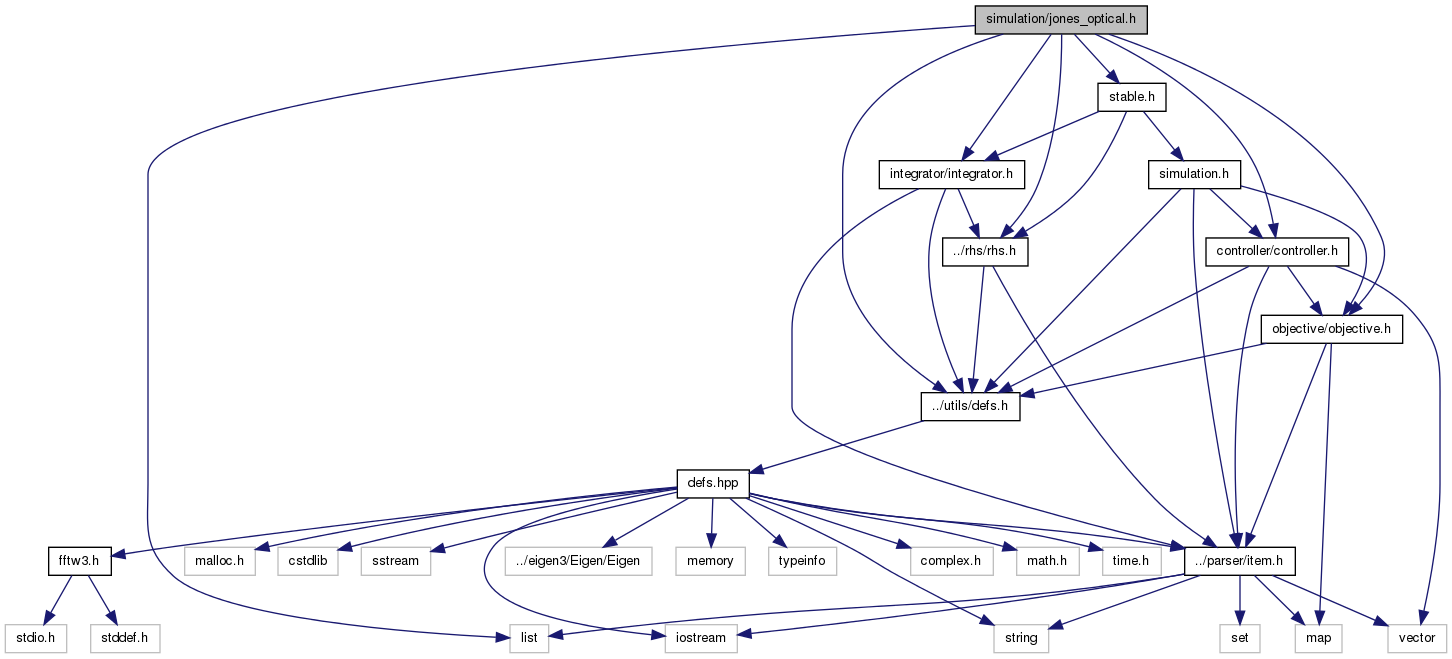 simulation/jones_optical.h
stable.h
integrator/integrator.h
simulation.h
../rhs/rhs.h
controller/controller.h
objective/objective.h
../utils/defs.h
defs.hpp
fftw3.h
malloc.h
cstdlib
sstream
../eigen3/Eigen/Eigen
memory
typeinfo
complex.h
math.h
time.h
../parser/item.h
stdio.h
stddef.h
list
iostream
string
set
map
vector